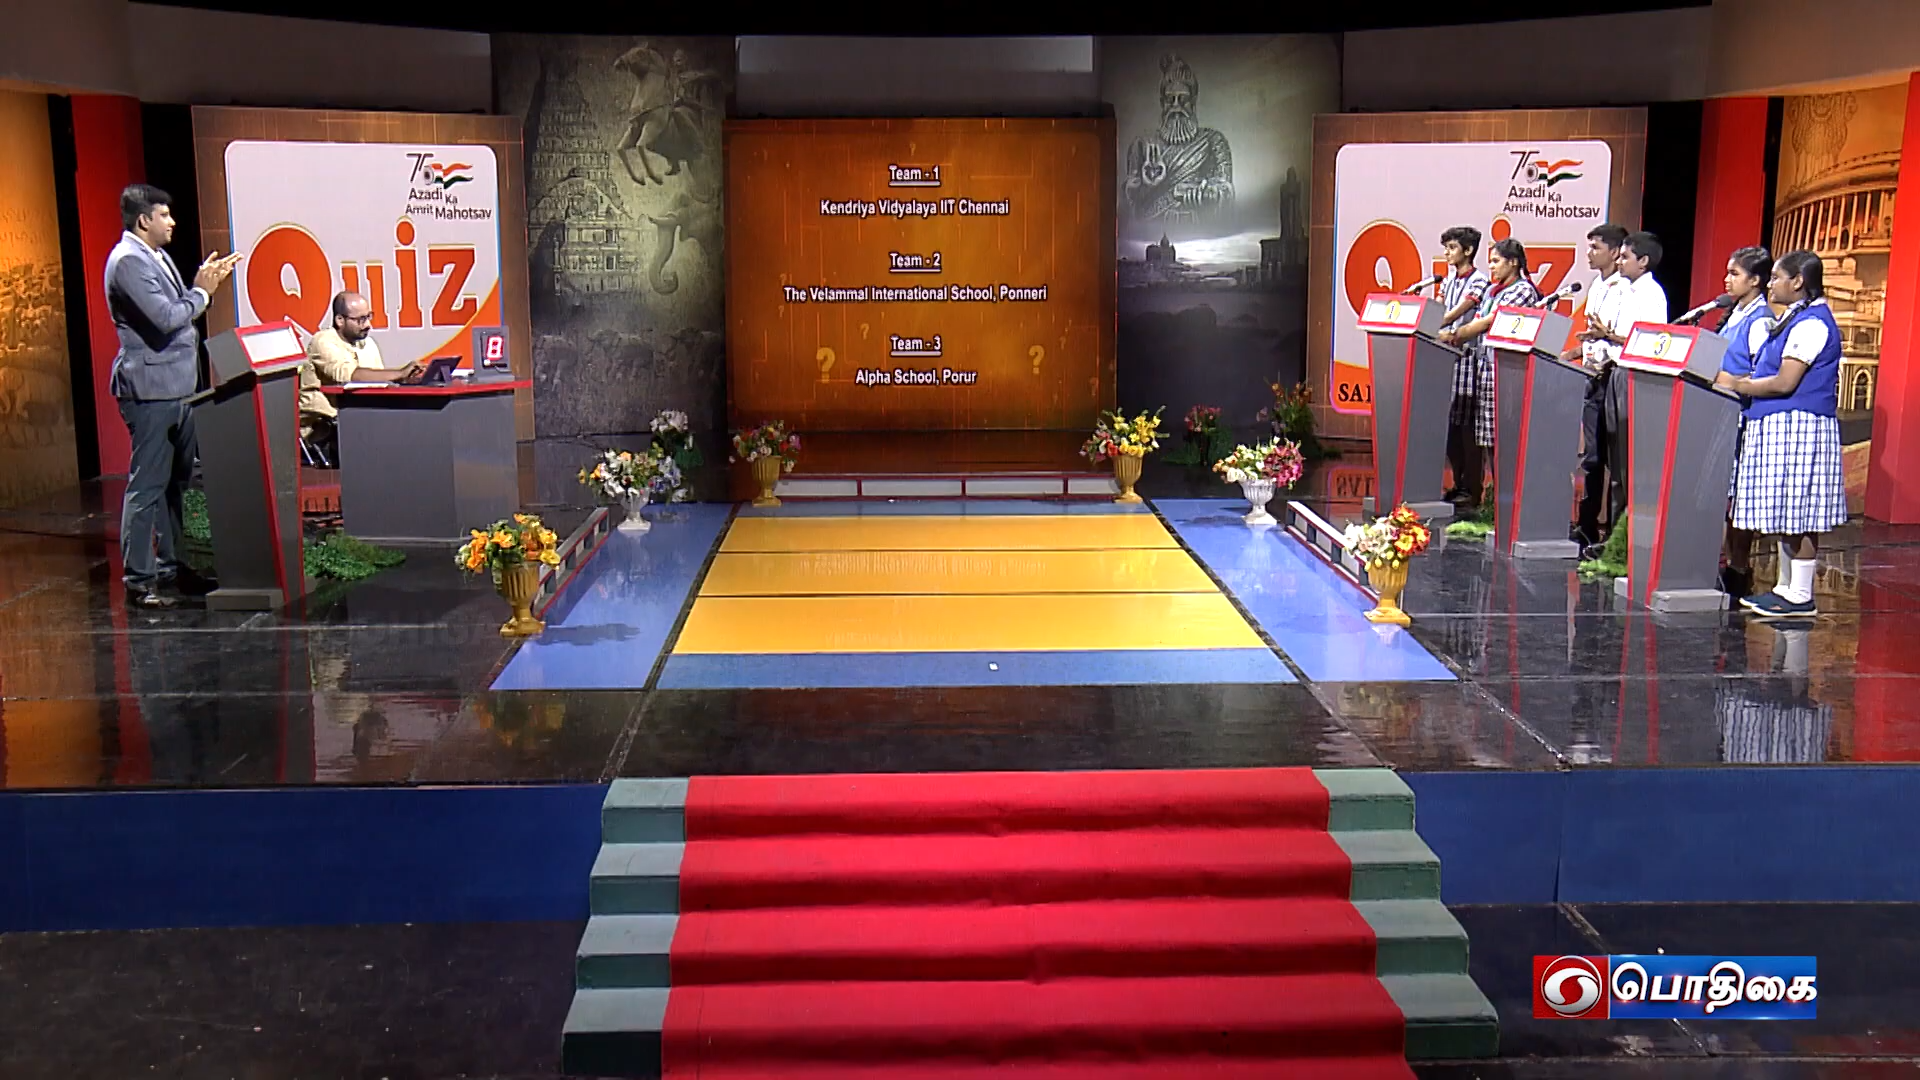 75
Azadi Ka
Amrit Mahotsav
Quiz
Team - 1
Kendriya Vidyalaya IIT Chennai
Team - 2
The Velammal International School, Ponneri
Team - 3
Alpha School, Porur
75
Azadi Ka
Amrit Mahotsav
Quiz
1
2
3
8
பொதிகை